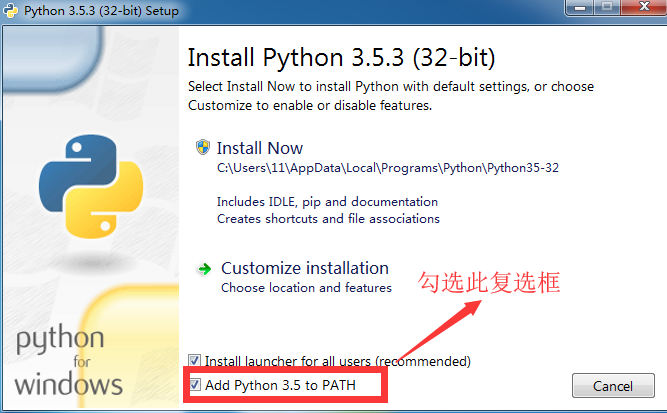 Python 3.5.3 (32-bit) Setup
Install Python 3.5.3 (32-bit)
Select Install Now to install Python with default settings, or choose
Customize to enable or disable features.
Install Now
C:\Users\11\AppData\Local\Programs\Python\Python35-32
Includes IDLE, pip and documentation
Creates shortcuts and file associations
Customize installation
Choose location and features
勾选此复选框
python
for
windows
Install launcher for all users (recommended)
Add Python 3.5 to PATH
Cancel